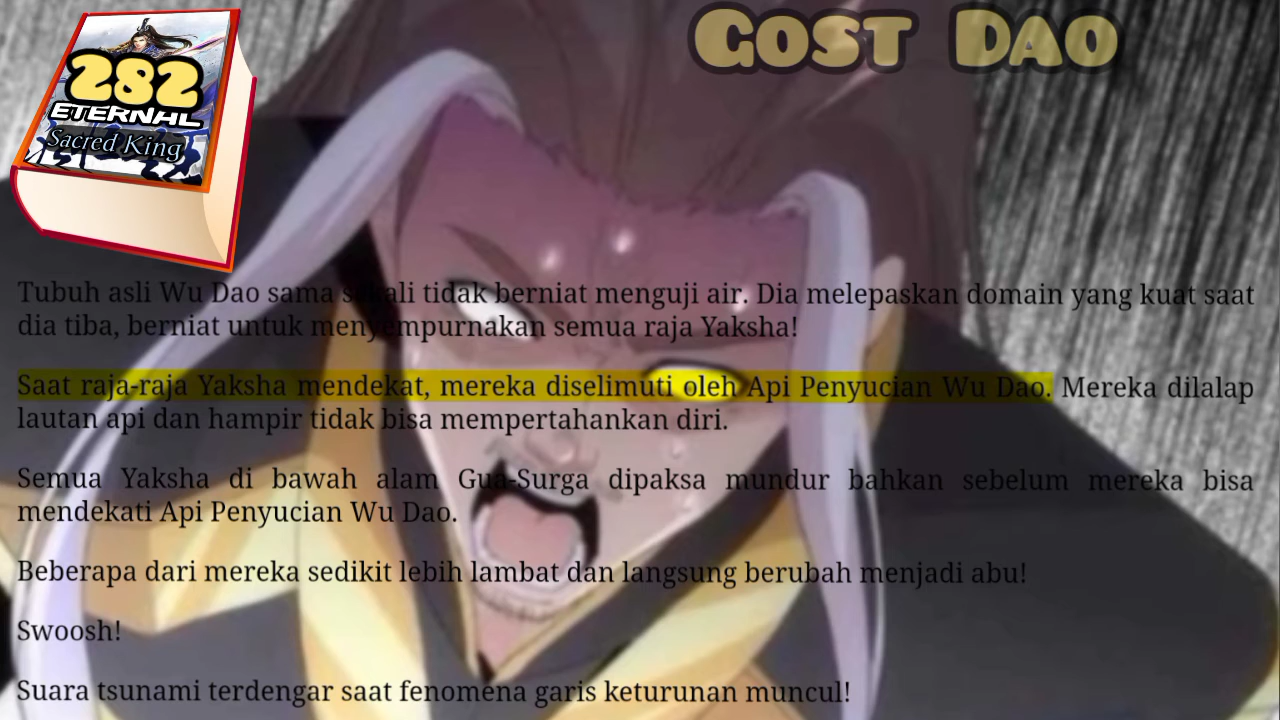 GOST DAO
282
ETERNAL
Sacred King
Tubuh asli Wu Dao sama sekali tidak berniat menguji air. Dia melepaskan domain yang kuat saat
dia tiba, berniat untuk menyempurnakan semua raja Yaksha!
Saat raja-raja Yaksha mendekat, mereka diselimuti oleh Api Penyucian Wu Dao. Mereka dilalap
lautan api dan hampir tidak bisa mempertahankan diri.
Semua Yaksha di bawah alam Gua-Surga dipaksa mundur bahkan sebelum mereka bisa
mendekati Api Penyucian Wu Dao.
Beberapa dari mereka sedikit lebih lambat dan langsung berubah menjadi abu!
Swoosh!
Suara tsunami terdengar saat fenomena garis keturunan muncul!